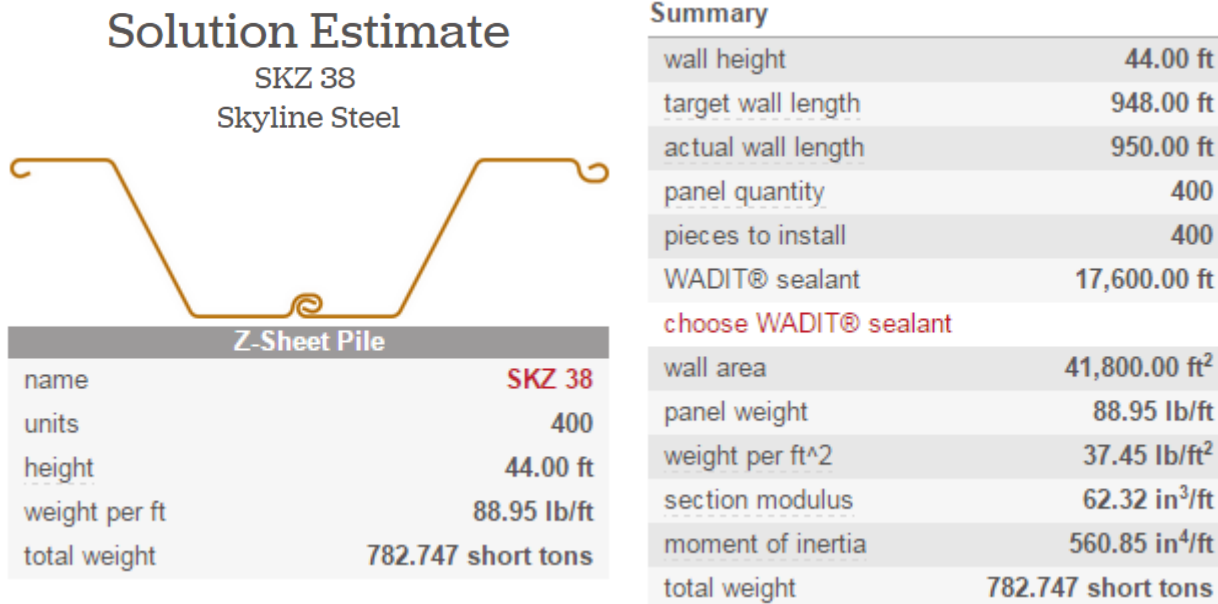 Solution Estimate
SKZ 38
Skyline Steel
Z-Sheet Pile
name SKZ 38
units 400
height 44.00 ft
weight per ft 88.95 lb/ft
total weight 782.747 short tons
Summary
wall height 44.00 ft
target wall length 948.00 ft
actual wall length 950.00 ft
panel quantity 400
pieces to install 400
WADIT® sealant 17,600.00 ft
choose WADIT® sealant
wall area 41,800.00 ft²
panel weight 88.95 lb/ft
weight per ft^2 37.45 lb/ft²
section modulus 62.32 in³/ft
moment of inertia 560.85 in⁴/ft
total weight 782.747 short tons